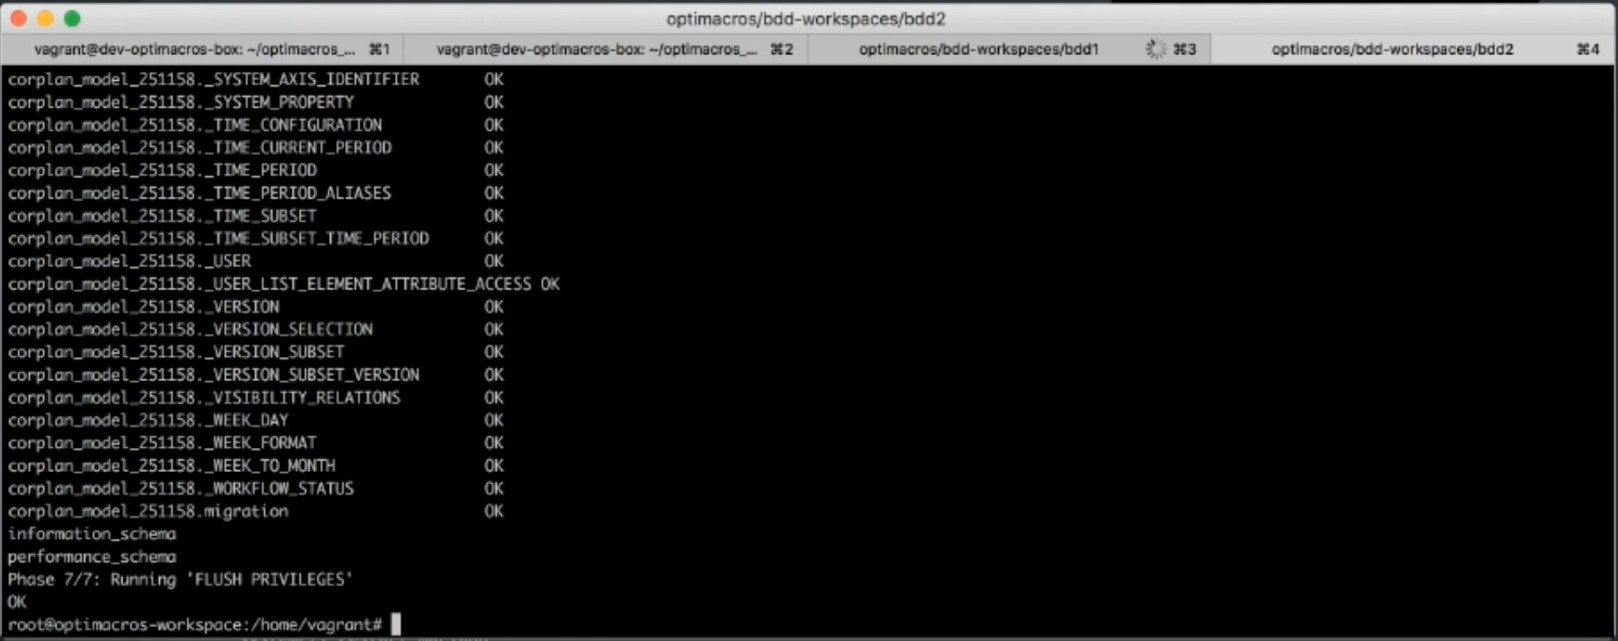 optimacros/bdd-workspaces/bdd2
vagrant@dev-optimacros-box: ~/optimacros_... ⌘1
vagrant@dev-optimacros-box: ~/optimacros_... ⌘2
optimacros/bdd-workspaces/bdd1 ⌘3
optimacros/bdd-workspaces/bdd2 ⌘4
corplan_model_251158._SYSTEM_AXIS_IDENTIFIER OK
corplan_model_251158._SYSTEM_PROPERTY OK
corplan_model_251158._TIME_CONFIGURATION OK
corplan_model_251158._TIME_CURRENT_PERIOD OK
corplan_model_251158._TIME_PERIOD OK
corplan_model_251158._TIME_PERIOD_ALIASES OK
corplan_model_251158._TIME_SUBSET OK
corplan_model_251158._TIME_SUBSET_TIME_PERIOD OK
corplan_model_251158._USER OK
corplan_model_251158._USER_LIST_ELEMENT_ATTRIBUTE_ACCESS OK
corplan_model_251158._VERSION OK
corplan_model_251158._VERSION_SELECTION OK
corplan_model_251158._VERSION_SUBSET OK
corplan_model_251158._VERSION_SUBSET_VERSION OK
corplan_model_251158._VISIBILITY_RELATIONS OK
corplan_model_251158._WEEK_DAY OK
corplan_model_251158._WEEK_FORMAT OK
corplan_model_251158._WEEK_TO_MONTH OK
corplan_model_251158._WORKFLOW_STATUS OK
corplan_model_251158.migration OK
information_schema
performance_schema
Phase 7/7: Running 'FLUSH PRIVILEGES'
OK
root@optimacros-workspace:/home/vagrant#